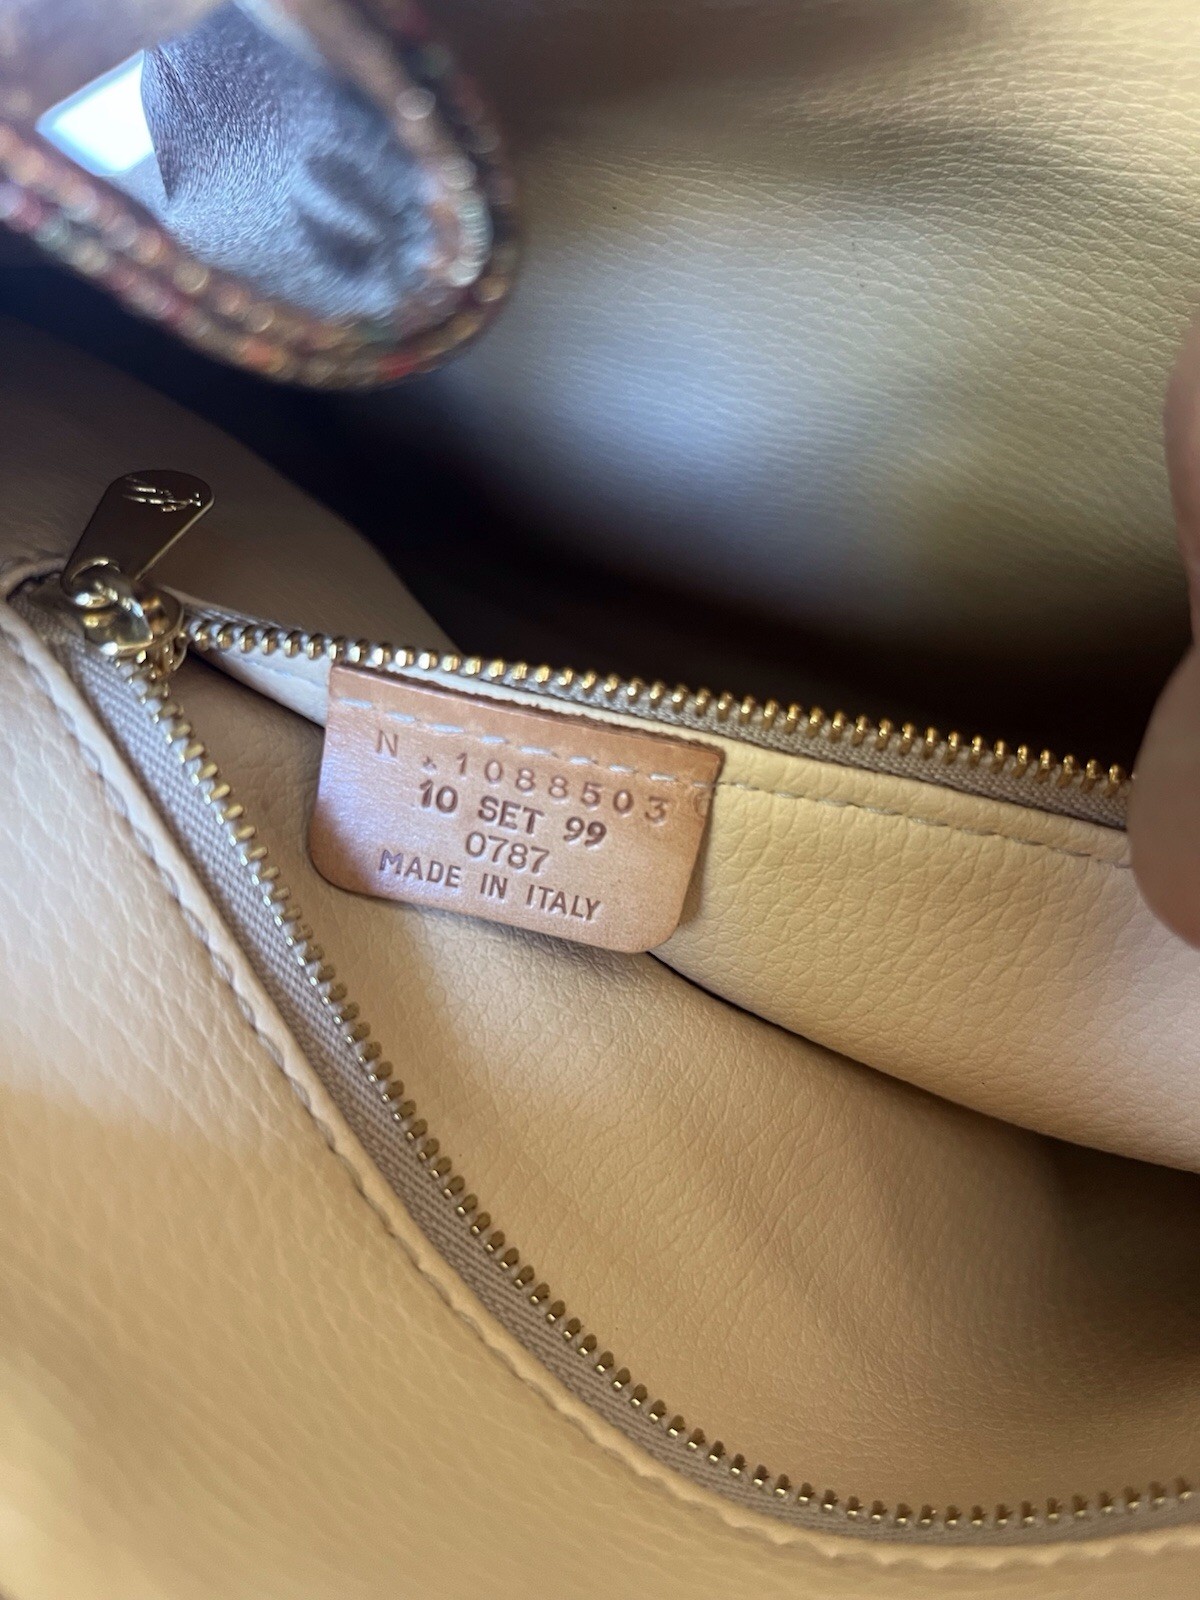 N .1088503
10 SET 99
0787
MADE IN ITALY